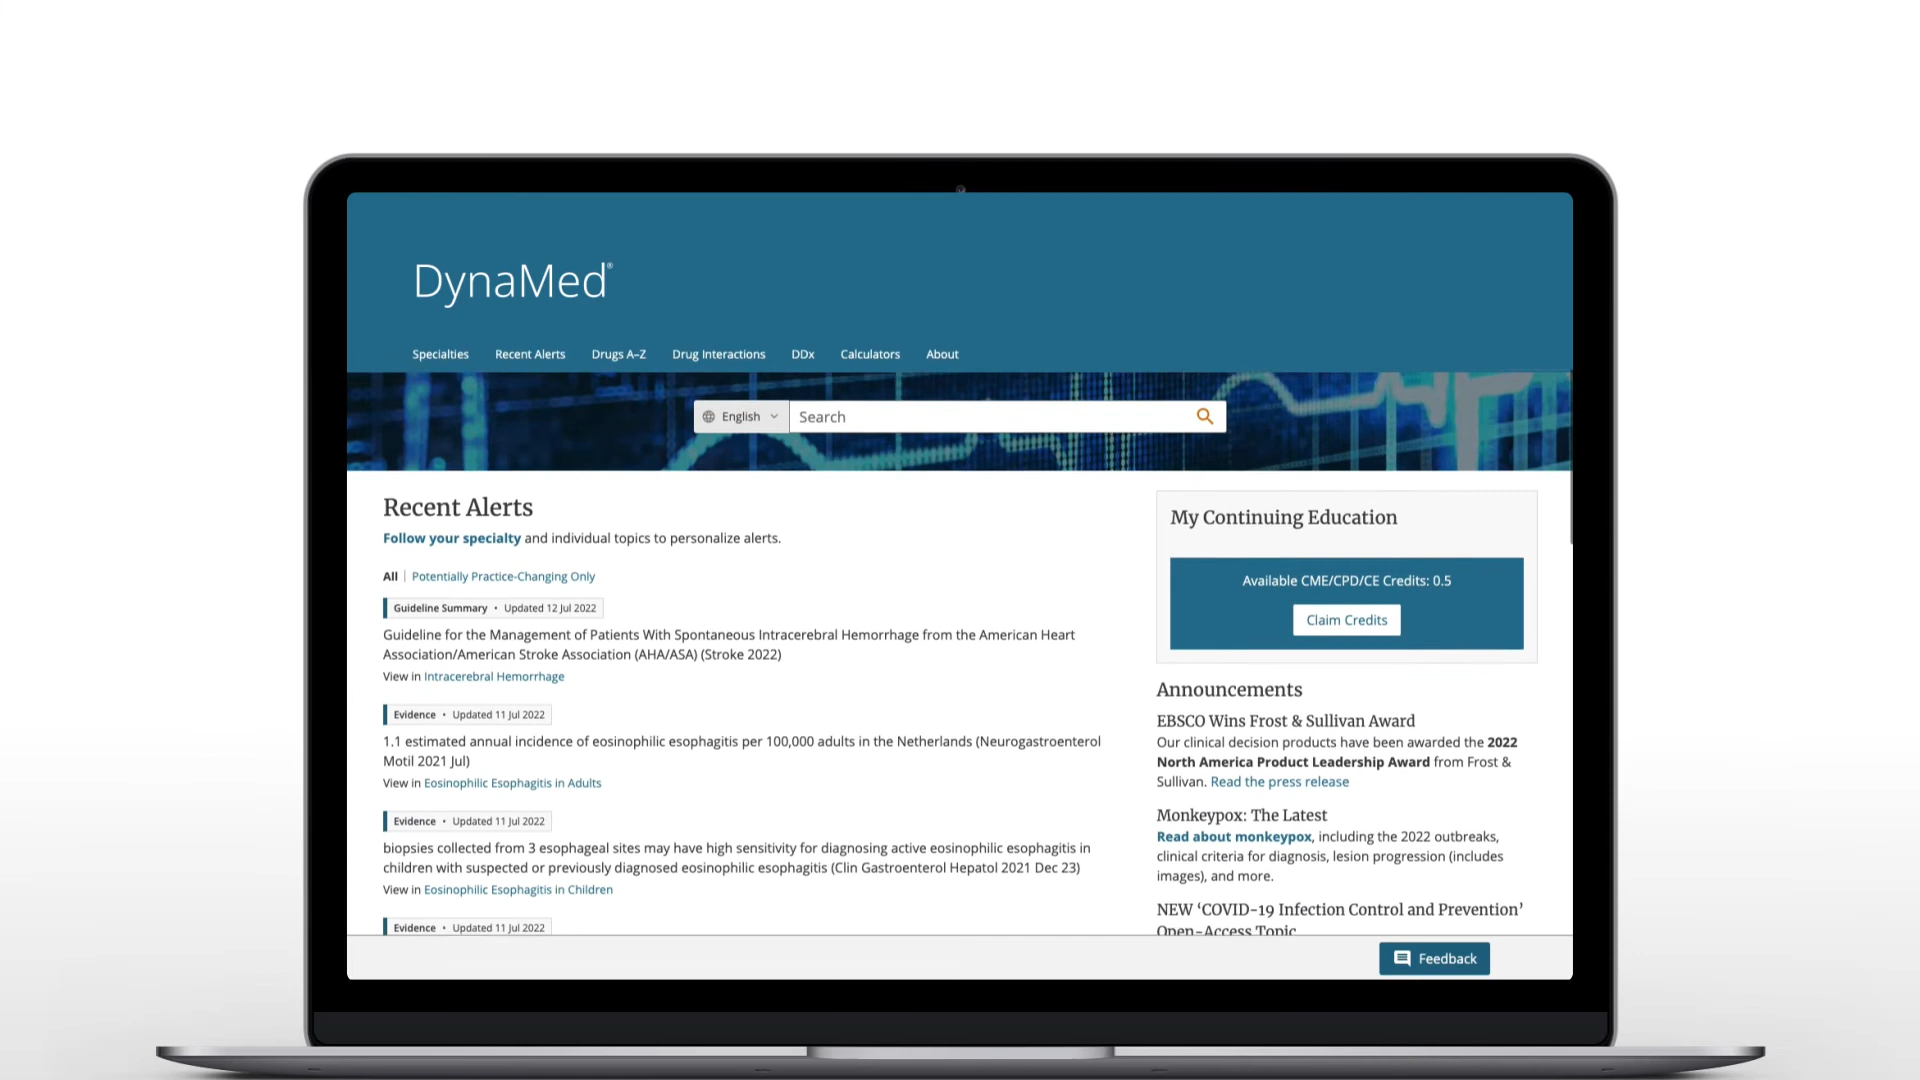 DynaMed®
Specialties Recent Alerts Drugs A–Z Drug Interactions DDx Calculators About
English Search
Recent Alerts
Follow your specialty and individual topics to personalize alerts.
All | Potentially Practice-Changing Only
Guideline Summary • Updated 12 Jul 2022
Guideline for the Management of Patients With Spontaneous Intracerebral Hemorrhage from the American Heart
Association/American Stroke Association (AHA/ASA) (Stroke 2022)
View in Intracerebral Hemorrhage
Evidence • Updated 11 Jul 2022
1.1 estimated annual incidence of eosinophilic esophagitis per 100,000 adults in the Netherlands (Neurogastroenterol
Motil 2021 Jul)
View in Eosinophilic Esophagitis in Adults
Evidence • Updated 11 Jul 2022
biopsies collected from 3 esophageal sites may have high sensitivity for diagnosing active eosinophilic esophagitis in
children with suspected or previously diagnosed eosinophilic esophagitis (Clin Gastroenterol Hepatol 2021 Dec 23)
View in Eosinophilic Esophagitis in Children
Evidence • Updated 11 Jul 2022
My Continuing Education
Available CME/CPD/CE Credits: 0.5
Claim Credits
Announcements
EBSCO Wins Frost & Sullivan Award
Our clinical decision products have been awarded the 2022
North America Product Leadership Award from Frost &
Sullivan. Read the press release
Monkeypox: The Latest
Read about monkeypox, including the 2022 outbreaks,
clinical criteria for diagnosis, lesion progression (includes
images), and more.
NEW ‘COVID-19 Infection Control and Prevention’
Open-Access Topic
Feedback